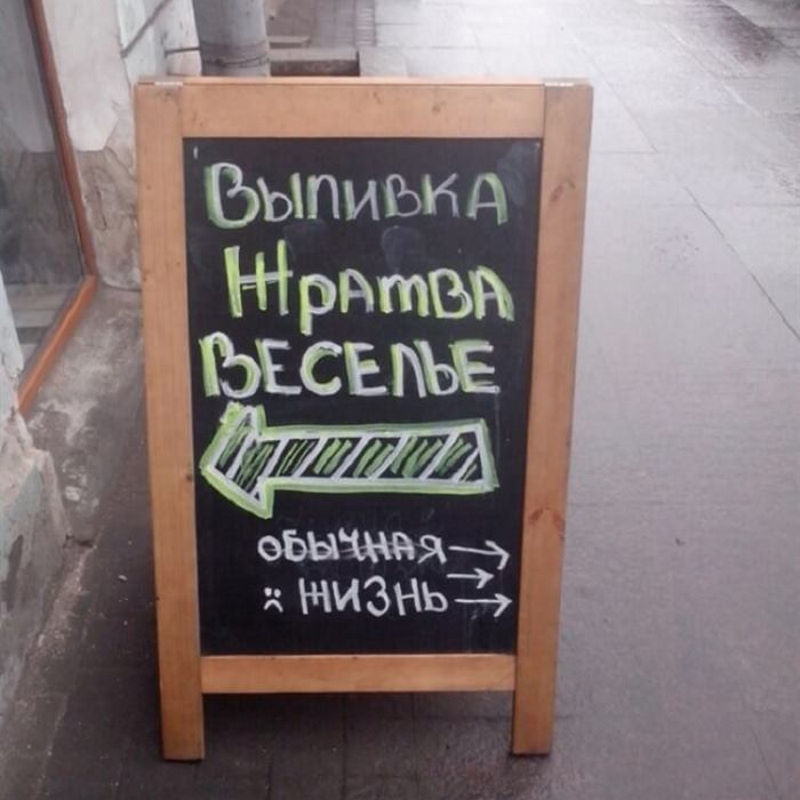 Выпивка
Жратва
Веселье
обычная
:( жизнь